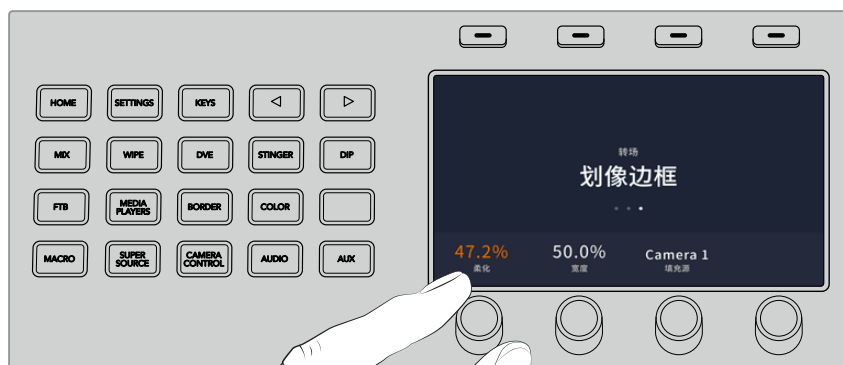 HOME
SETTINGS
KEYS
MIX
WIPE
DVE
STINGER
DIP
FTB
MEDIA
PLAYERS
BORDER
COLOR
MACRO
SUPER
SOURCE
CAMERA
CONTROL
AUDIO
AUX
转场
划像边框
47.2%
柔化
50.0%
宽度
Camera 1
填充源